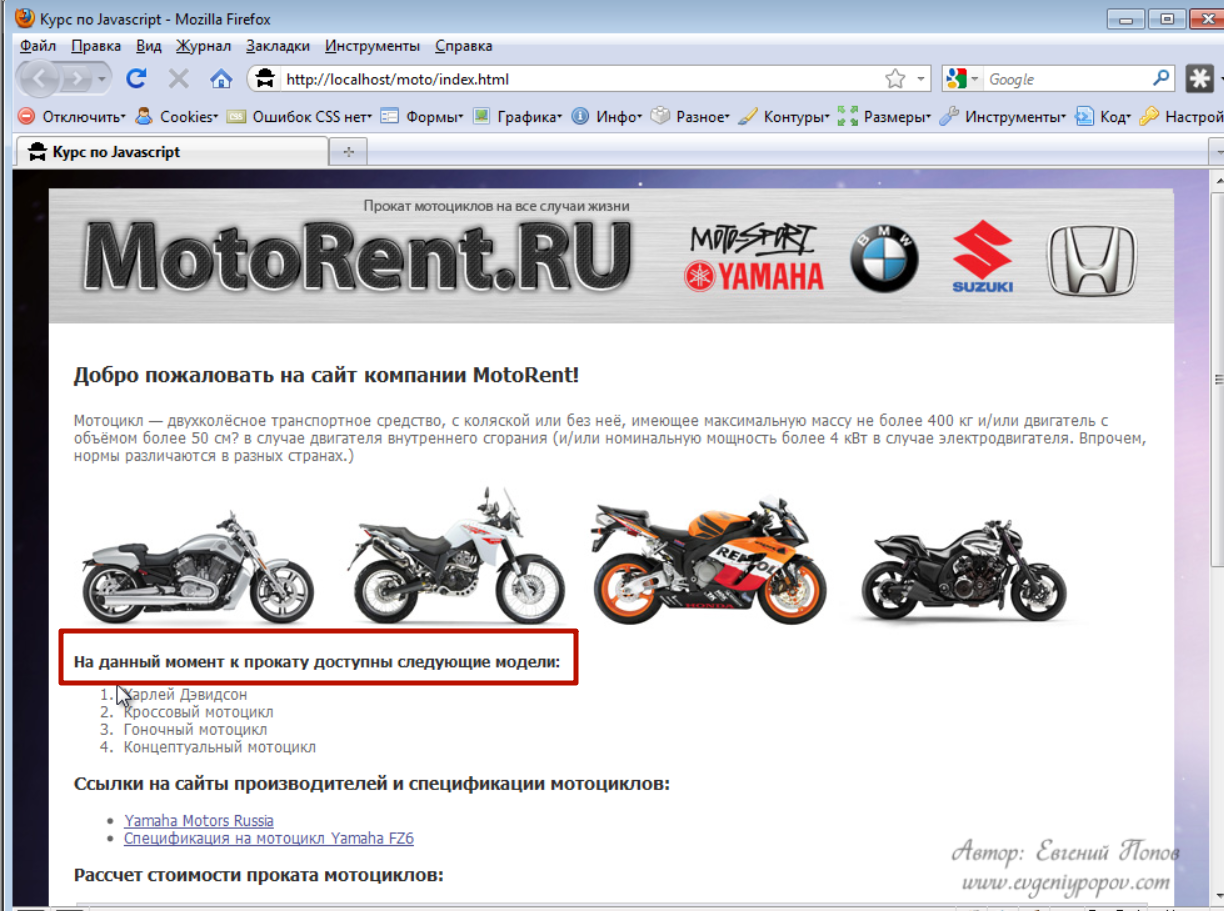 Курс по Javascript - Mozilla Firefox
Файл Правка Вид Журнал Закладки Инструменты Справка
http://localhost/moto/index.html Google
Отключить Cookies Ошибок CSS нет Формы Графика Инфо Разное Контуры Размеры Инструменты Код Настрой
Курс по Javascript
Прокат мотоциклов на все случаи жизни
MotoRent.RU
MOTO-SPORT
YAMAHA
BMW
SUZUKI
Добро пожаловать на сайт компании MotoRent!
Мотоцикл — двухколёсное транспортное средство, с коляской или без неё, имеющее максимальную массу не более 400 кг и/или двигатель с
объёмом более 50 см? в случае двигателя внутреннего сгорания (и/или номинальную мощность более 4 кВт в случае электродвигателя. Впрочем,
нормы различаются в разных странах.)
REPSOL
HONDA
На данный момент к прокату доступны следующие модели:
1. Харлей Дэвидсон
2. Кроссовый мотоцикл
3. Гоночный мотоцикл
4. Концептуальный мотоцикл
Ссылки на сайты производителей и спецификации мотоциклов:
Yamaha Motors Russia
Спецификация на мотоцикл Yamaha FZ6
Рассчет стоимости проката мотоциклов:
Автор: Евгений Попов
www.evgeniypopov.com